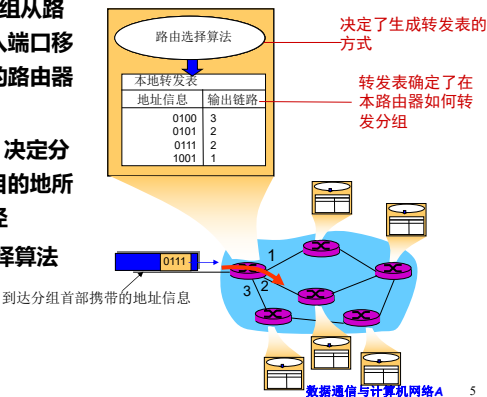 组从路
入端口移
的路由器
决定分
目的地所
径
择算法
路由选择算法
本地转发表
地址信息 输出链路
0100 3
0101 2
0111 2
1001 1
决定了生成转发表的
方式
转发表确定了在
本路由器如何转
发分组
0111
1
3 2
到达分组首部携带的地址信息
数据通信与计算机网络A 5